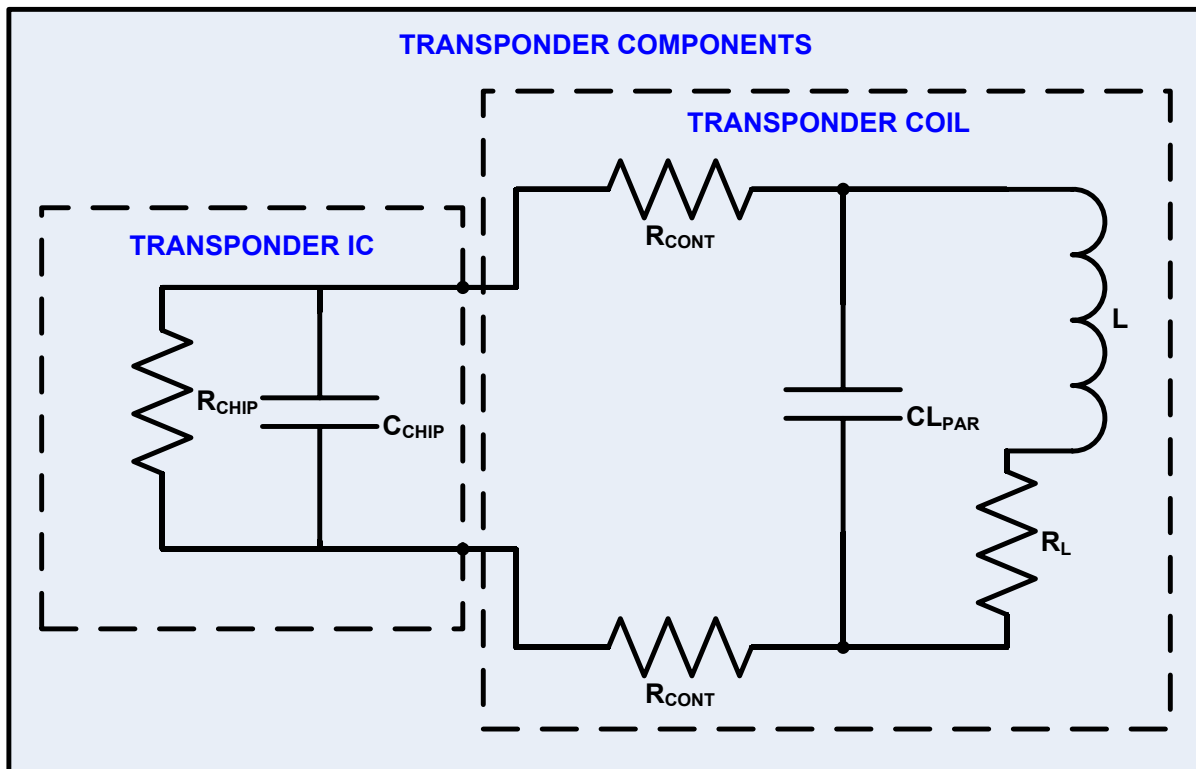 TRANSPONDER COMPONENTS
TRANSPONDER COIL
TRANSPONDER IC
RCONT
L
RCHIP
CCHIP
CLPAR
RL
RCONT